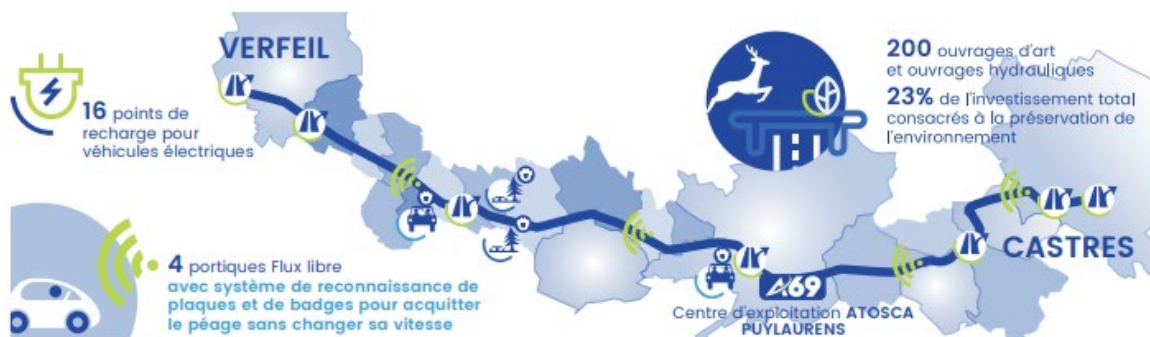 VERFEIL
16 points de
recharge pour
véhicules électriques
4 portiques Flux libre
avec système de reconnaissance de
plaques et de badges pour acquitter
le péage sans changer sa vitesse
200 ouvrages d'art
et ouvrages hydrauliques
23% de l'investissement total
consacrés à la préservation de
l'environnement
CASTRES
A69
Centre d'exploitation ATOSCA
PUYLAURENS